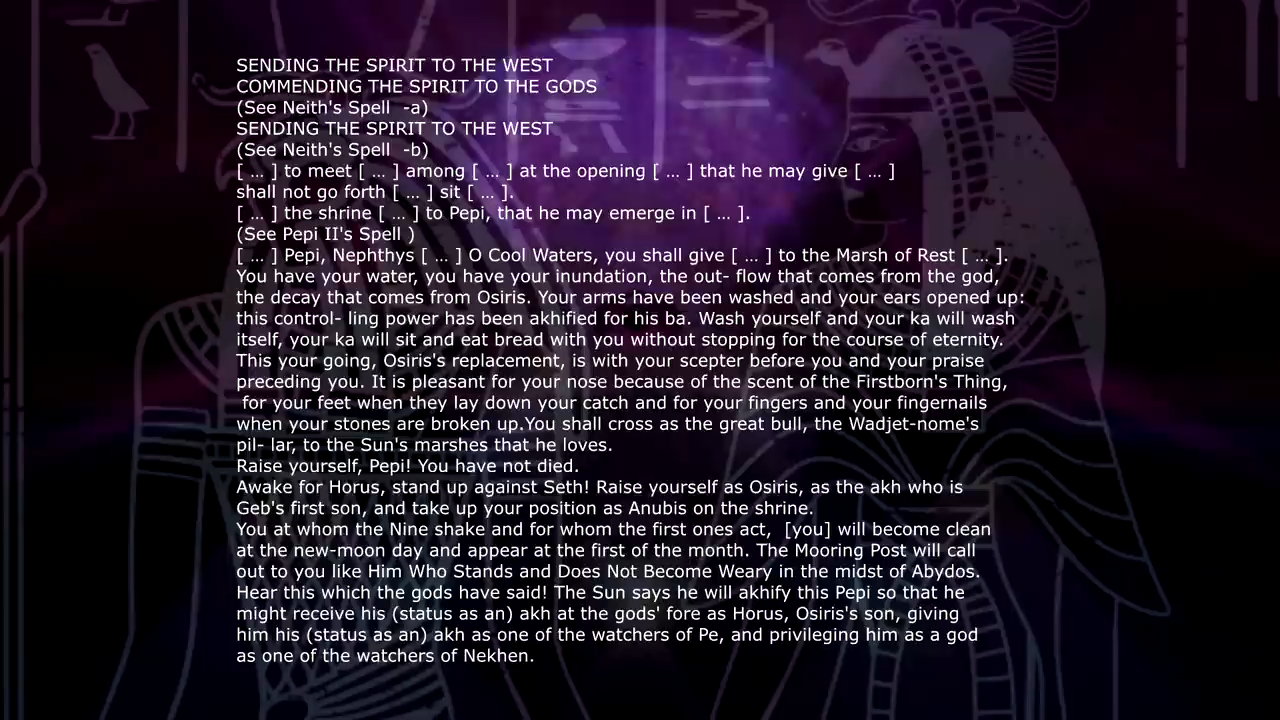 SENDING THE SPIRIT TO THE WEST
COMMENDING THE SPIRIT TO THE GODS
(See Neith's Spell  -a)
SENDING THE SPIRIT TO THE WEST
(See Neith's Spell  -b)
[ … ] to meet [ … ] among [ … ] at the opening [ … ] that he may give [ … ]
shall not go forth [ … ] sit [ … ].
[ … ] the shrine [ … ] to Pepi, that he may emerge in [ … ].
(See Pepi II's Spell )
[ … ] Pepi, Nephthys [ … ] O Cool Waters, you shall give [ … ] to the Marsh of Rest [ … ].
You have your water, you have your inundation, the out- flow that comes from the god,
the decay that comes from Osiris. Your arms have been washed and your ears opened up:
this control- ling power has been akhified for his ba. Wash yourself and your ka will wash
itself, your ka will sit and eat bread with you without stopping for the course of eternity.
This your going, Osiris's replacement, is with your scepter before you and your praise
preceding you. It is pleasant for your nose because of the scent of the Firstborn's Thing,
for your feet when they lay down your catch and for your fingers and your fingernails
when your stones are broken up.You shall cross as the great bull, the Wadjet-nome's
pil- lar, to the Sun's marshes that he loves.
Raise yourself, Pepi! You have not died.
Awake for Horus, stand up against Seth! Raise yourself as Osiris, as the akh who is
Geb's first son, and take up your position as Anubis on the shrine.
You at whom the Nine shake and for whom the first ones act,  [you] will become clean
at the new-moon day and appear at the first of the month. The Mooring Post will call
out to you like Him Who Stands and Does Not Become Weary in the midst of Abydos.
Hear this which the gods have said! The Sun says he will akhify this Pepi so that he
might receive his (status as an) akh at the gods' fore as Horus, Osiris's son, giving
him his (status as an) akh as one of the watchers of Pe, and privileging him as a god
as one of the watchers of Nekhen.